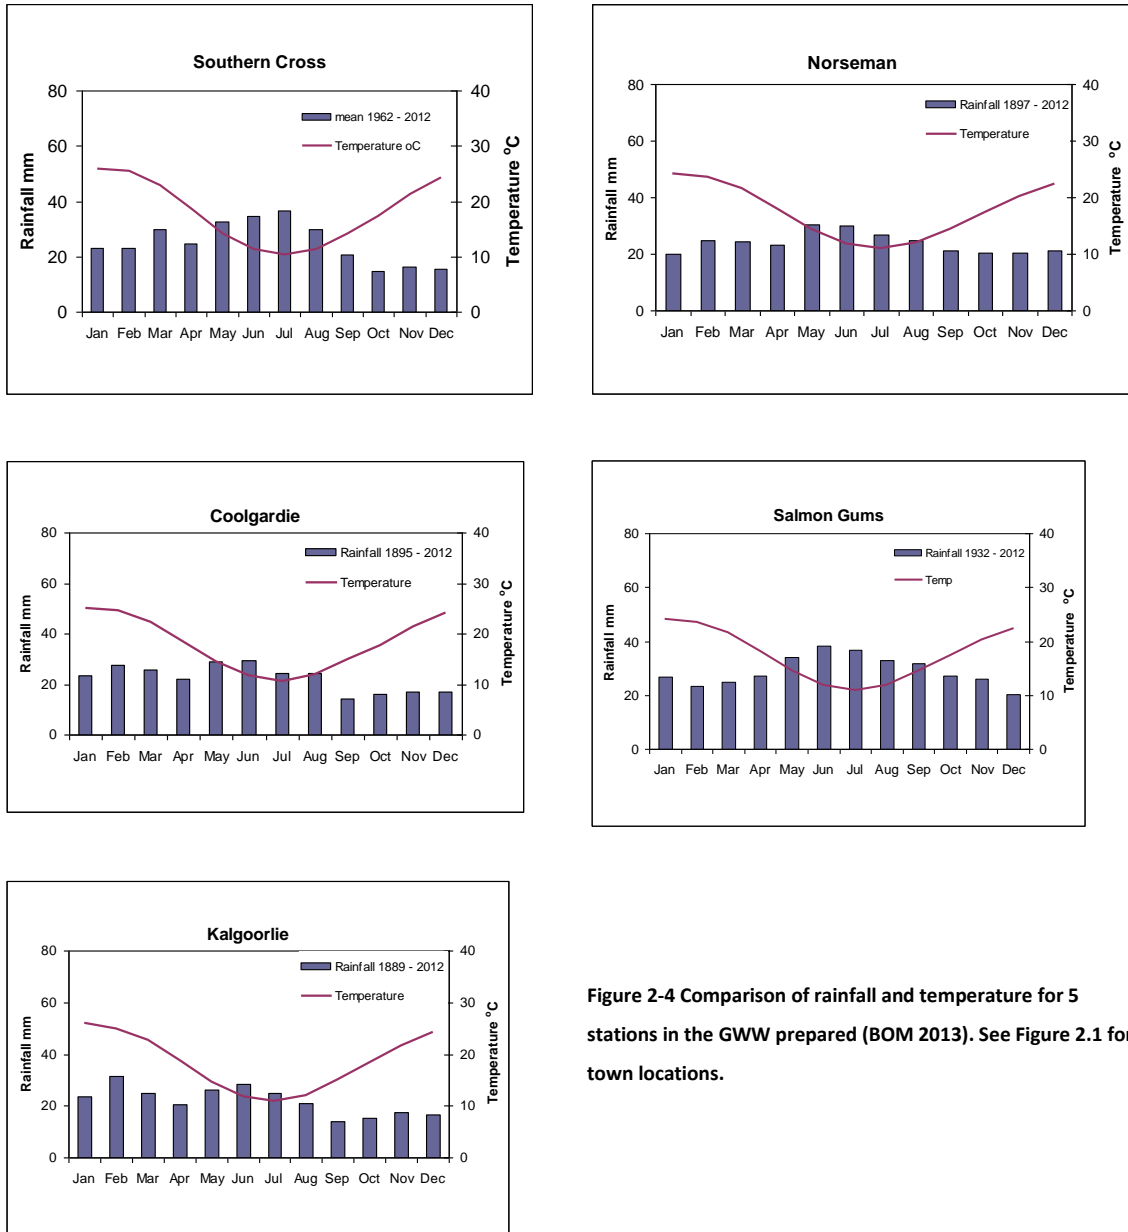 Southern Cross
80
60
40
20
0
Rainfall mm
mean 1962 - 2012
Temperature oC
40
30
20
10
0
Temperature °C
Jan Feb Mar Apr May Jun Jul Aug Sep Oct Nov Dec
Norseman
80
60
40
20
0
Rainfall mm
Rainfall 1897 - 2012
Temperature
40
30
20
10
0
Temperature °C
Jan Feb Mar Apr May Jun Jul Aug Sep Oct Nov Dec
Coolgardie
80
60
40
20
0
Rainfall mm
Rainfall 1895 - 2012
Temperature
40
30
20
10
0
Temperature °C
Jan Feb Mar Apr May Jun Jul Aug Sep Oct Nov Dec
Salmon Gums
80
60
40
20
0
Rainfall mm
Rainfall 1932 - 2012
Temp
40
30
20
10
0
Temperature °C
Jan Feb Mar Apr May Jun Jul Aug Sep Oct Nov Dec
Kalgoorlie
80
60
40
20
0
Rainfall mm
Rainfall 1889 - 2012
Temperature
40
30
20
10
0
Temperature °C
Jan Feb Mar Apr May Jun Jul Aug Sep Oct Nov Dec
Figure 2-4 Comparison of rainfall and temperature for 5
stations in the GWW prepared (BOM 2013). See Figure 2.1 for
town locations.